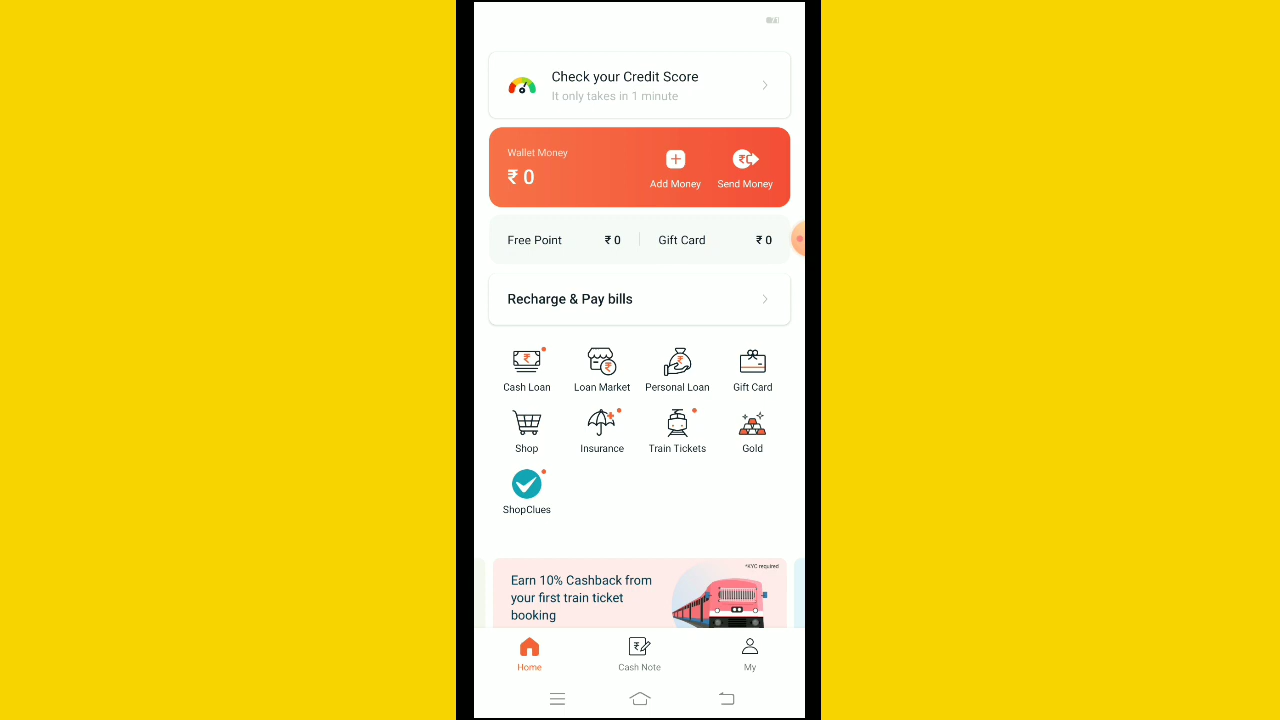 Check your Credit Score
It only takes in 1 minute
Wallet Money
₹ 0
Add Money
Send Money
Free Point ₹ 0 Gift Card ₹ 0
Recharge & Pay bills
Cash Loan Loan Market Personal Loan Gift Card
Shop Insurance Train Tickets Gold
ShopClues
*KYC required
Earn 10% Cashback from
your first train ticket
booking
Home Cash Note My